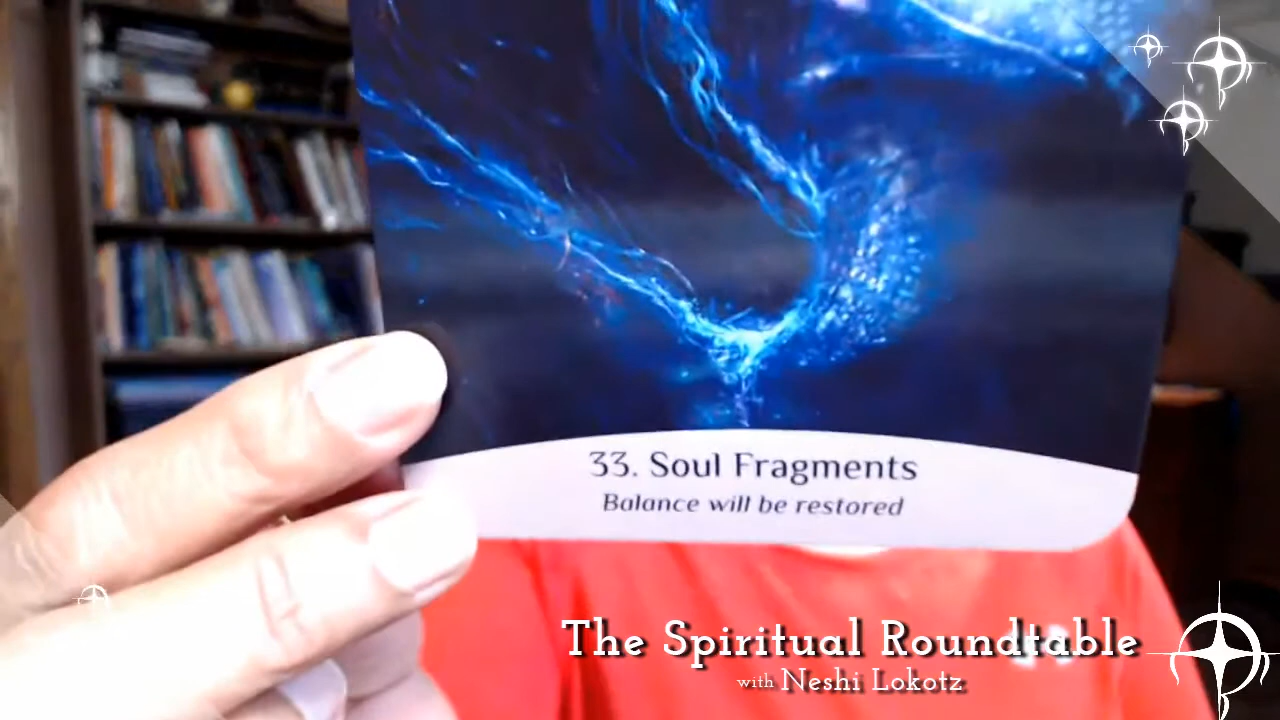 33. Soul Fragments
Balance will be restored
The Spiritual Roundtable
with Neshi Lokotz